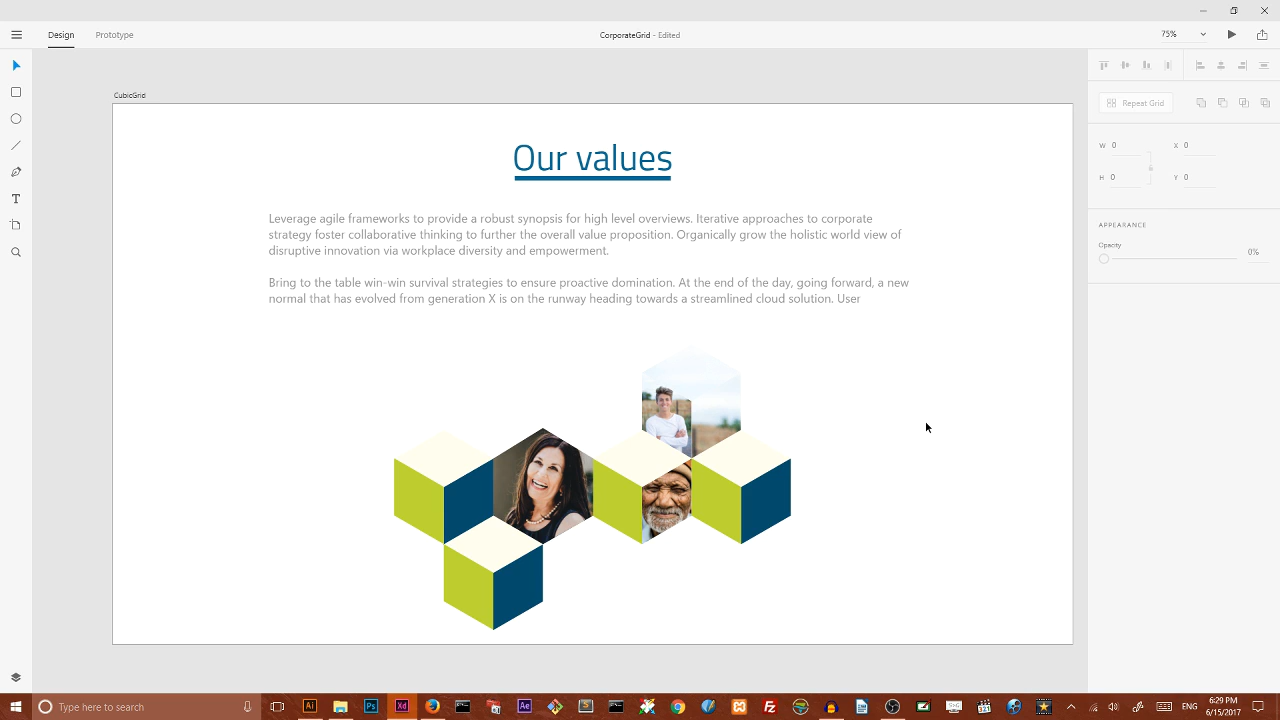 Design
Prototype
CorporateGrid - Edited
75%
CubicGrid
Repeat Grid
W 0
X 0
H 0
Y 0
APPEARANCE
Opacity
0%
Our values
Leverage agile frameworks to provide a robust synopsis for high level overviews. Iterative approaches to corporate
strategy foster collaborative thinking to further the overall value proposition. Organically grow the holistic world view of
disruptive innovation via workplace diversity and empowerment.
Bring to the table win-win survival strategies to ensure proactive domination. At the end of the day, going forward, a new
normal that has evolved from generation X is on the runway heading towards a streamlined cloud solution. User
Type here to search
Ai
Ps
Xd
Ae
6:29 PM
6/15/2017